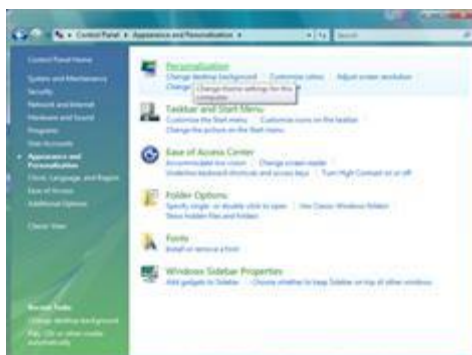 Control Panel ▸ Appearance and Personalization ▸
Search
Control Panel Home
System and Maintenance
Security
Network and Internet
Hardware and Sound
Programs
User Accounts
Appearance and
Personalization
Clock, Language, and Region
Ease of Access
Additional Options
Classic View
Recent Tasks
Change desktop background
Play CDs or other media
automatically
Personalization
Change desktop background
Customize colors
Adjust screen resolution
Change
Change theme settings for this
computer.
Taskbar and Start Menu
Customize the Start menu
Customize icons on the taskbar
Change the picture on the Start menu
Ease of Access Center
Accommodate low vision
Change screen reader
Underline keyboard shortcuts and access keys
Turn High Contrast on or off
Folder Options
Specify single- or double-click to open
Use Classic Windows folders
Show hidden files and folders
Fonts
Install or remove a font
Windows Sidebar Properties
Add gadgets to Sidebar
Choose whether to keep Sidebar on top of other windows